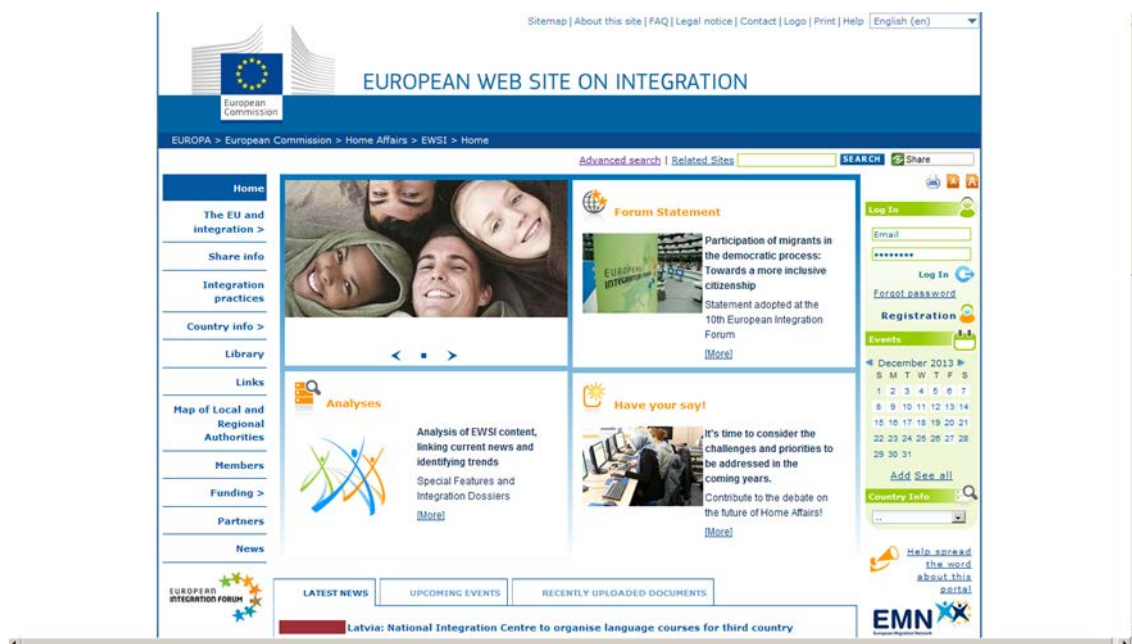 Sitemap | About this site | FAQ | Legal notice | Contact | Logo | Print | Help English (en)
European
Commission
EUROPEAN WEB SITE ON INTEGRATION
EUROPA > European Commission > Home Affairs > EWSI > Home
Advanced search | Related Sites SEARCH Share
Home
The EU and
integration >
Share info
Integration
practices
Country info >
Library
Links
Map of Local and
Regional
Authorities
Members
Funding >
Partners
News
EUROPEAN
INTEGRATION FORUM
Forum Statement
EUROPEAN
INTEGRATION
Participation of migrants in
the democratic process:
Towards a more inclusive
citizenship
Statement adopted at the
10th European Integration
Forum
[More]
Analyses
Analysis of EWSI content,
linking current news and
identifying trends
Special Features and
Integration Dossiers
[More]
Have your say!
It's time to consider the
challenges and priorities to
be addressed in the
coming years.
Contribute to the debate on
the future of Home Affairs!
[More]
A A
Log In
Email
••••••••
Log In
Forgot password
Registration
Events
December 2013
S M T W T F S
1 2 3 4 5 6 7
8 9 10 11 12 13 14
15 16 17 18 19 20 21
22 23 24 25 26 27 28
29 30 31
Add See all
Country Info
..
Help spread
the word
about this
portal
EMN
European Migration Network
LATEST NEWS UPCOMING EVENTS RECENTLY UPLOADED DOCUMENTS
Latvia: National Integration Centre to organise language courses for third country